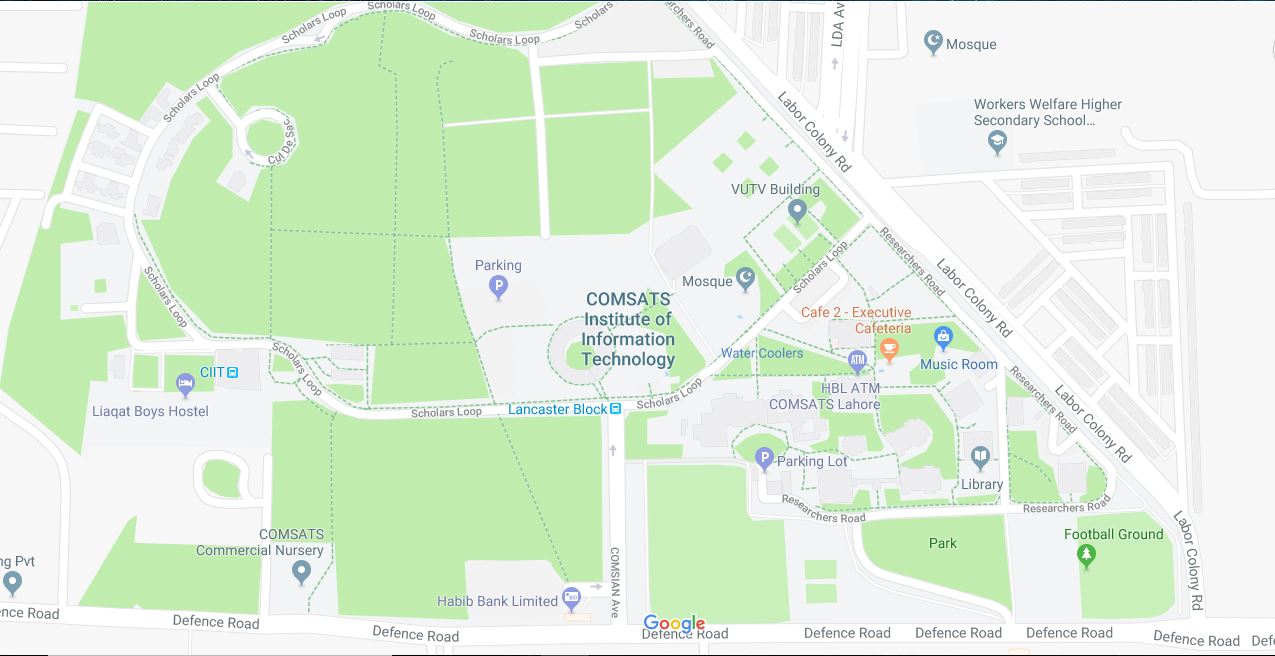 Scholars Loop
Scholars Loop
Scholars Loop
Scholars
Researchers Road
LDA Av
Mosque
Scholars Loop
Labor Colony Rd
Workers Welfare Higher
Secondary School...
Cul De Sac
VUTV Building
Scholars Loop
Researchers Road
Labor Colony Rd
Parking
P
Mosque
COMSATS
Institute of
Information
Technology
Scholars Loop
Cafe 2 - Executive
Cafeteria
Water Coolers
ATM
Music Room
Scholars Loop
CIIT
Liaqat Boys Hostel
HBL ATM
COMSATS Lahore
Researchers Road
Labor Colony Rd
Scholars Loop
Lancaster Block
Scholars Loop
P
Parking Lot
Library
Researchers Road
Researchers Road
Labor Colony Rd
COMSATS
Commercial Nursery
Park
Football Ground
ng Pvt
COMSIAN Ave
Habib Bank Limited
Google
ence Road
Defence Road
Defence Road
Defence Road
Defence Road
Defence Road
Defence Road
Defence Road
Defe